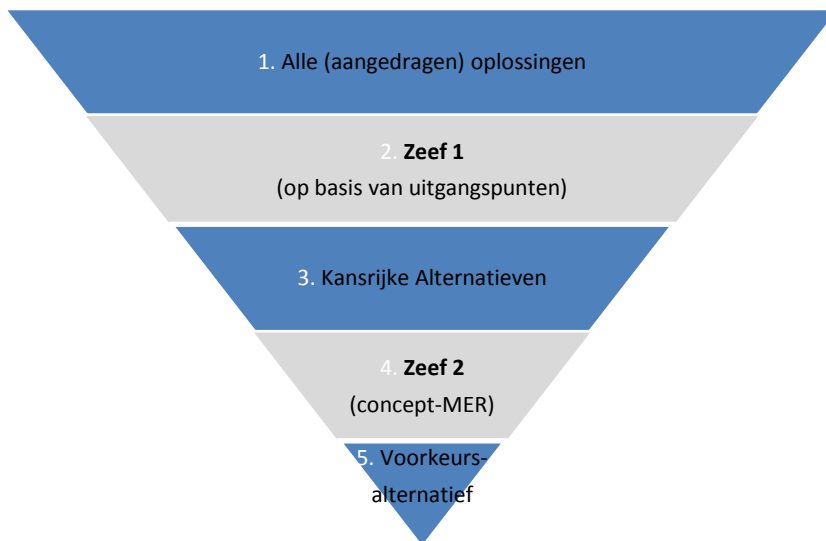 1. Alle (aangedragen) oplossingen
2. Zeef 1
(op basis van uitgangspunten)
3. Kansrijke Alternatieven
4. Zeef 2
(concept-MER)
5. Voorkeurs-
alternatief